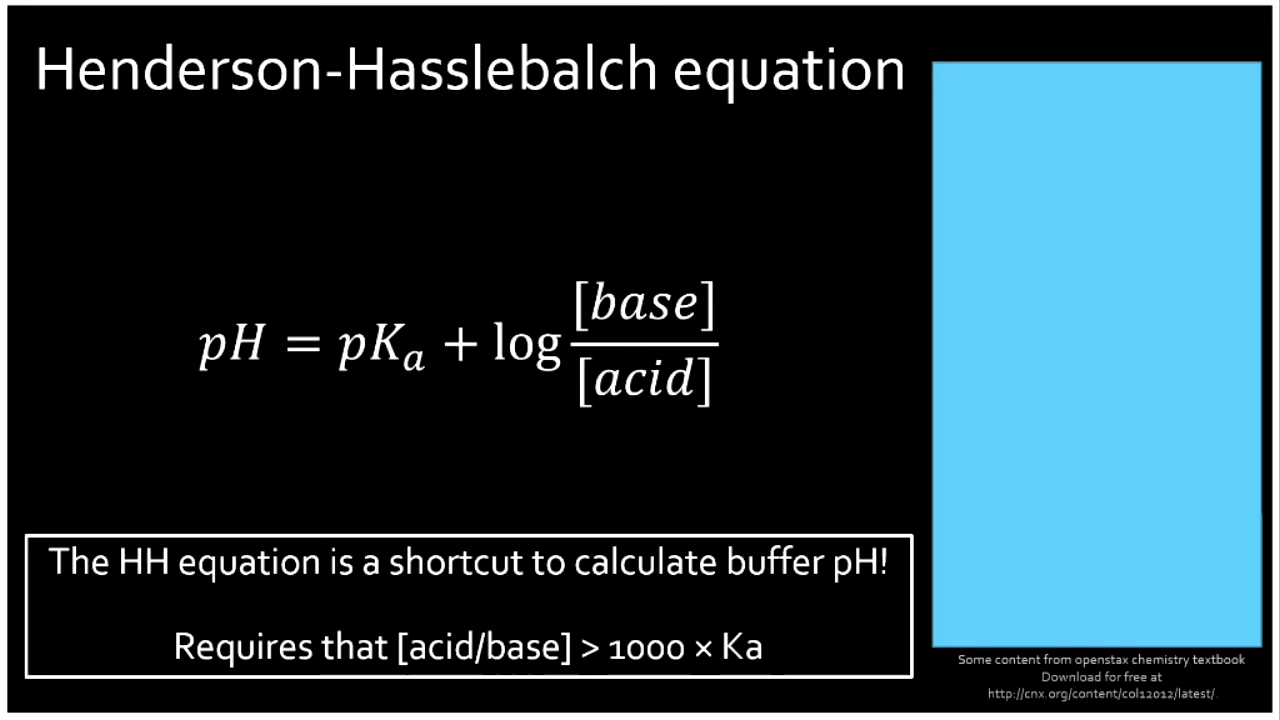 Henderson-Hasslebalch equation
pH = pKₐ + log [base]/[acid]
The HH equation is a shortcut to calculate buffer pH!
Requires that [acid/base] > 1000 × Ka
Some content from openstax chemistry textbook
Download for free at
http://cnx.org/content/col12012/latest/.